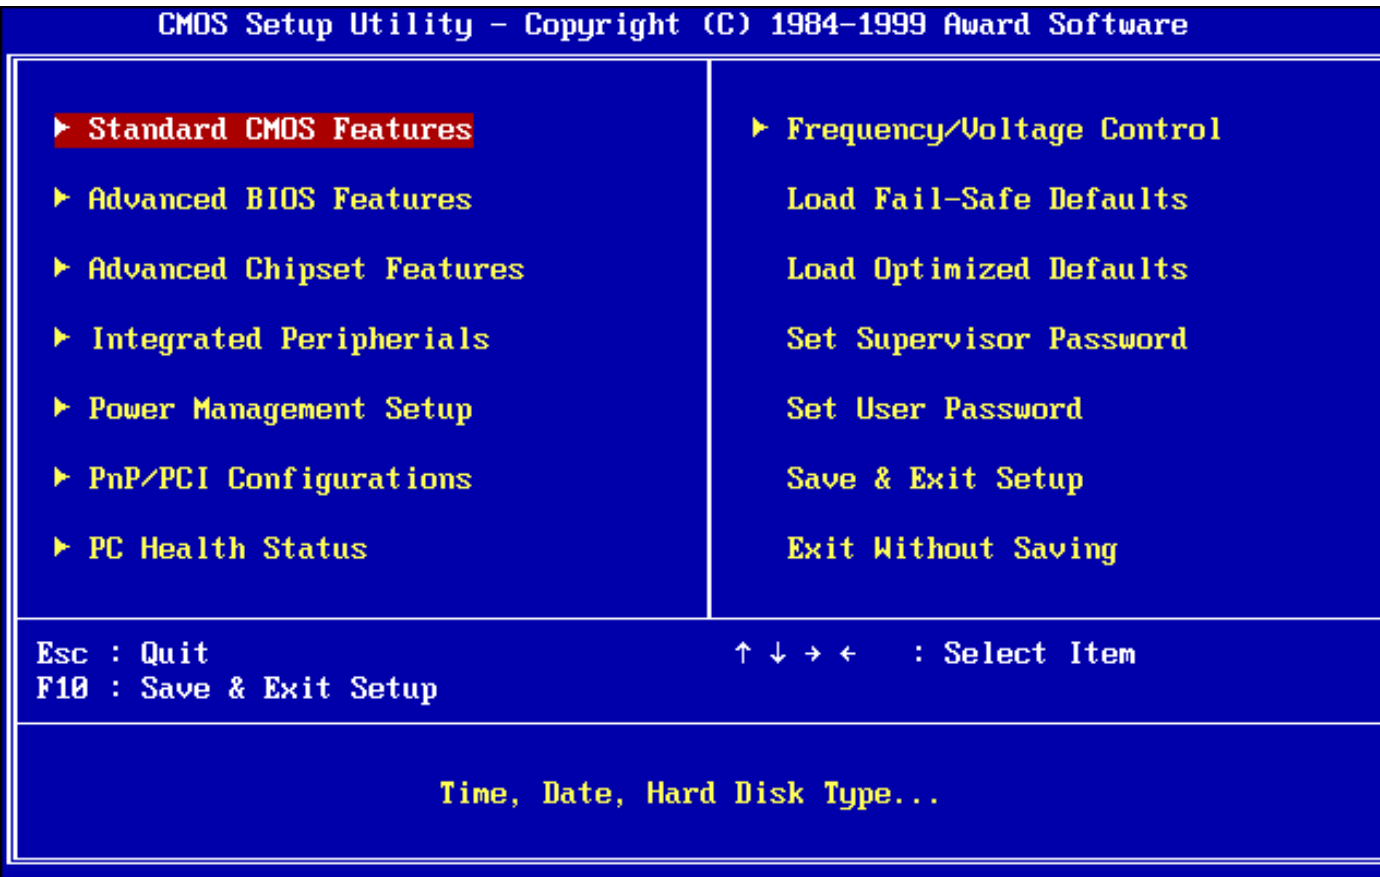 CMOS Setup Utility – Copyright (C) 1984–1999 Award Software
► Standard CMOS Features
► Advanced BIOS Features
► Advanced Chipset Features
► Integrated Peripherials
► Power Management Setup
► PnP/PCI Configurations
► PC Health Status
► Frequency/Voltage Control
Load Fail–Safe Defaults
Load Optimized Defaults
Set Supervisor Password
Set User Password
Save & Exit Setup
Exit Without Saving
Esc : Quit
F10 : Save & Exit Setup
↑ ↓ → ← : Select Item
Time, Date, Hard Disk Type...